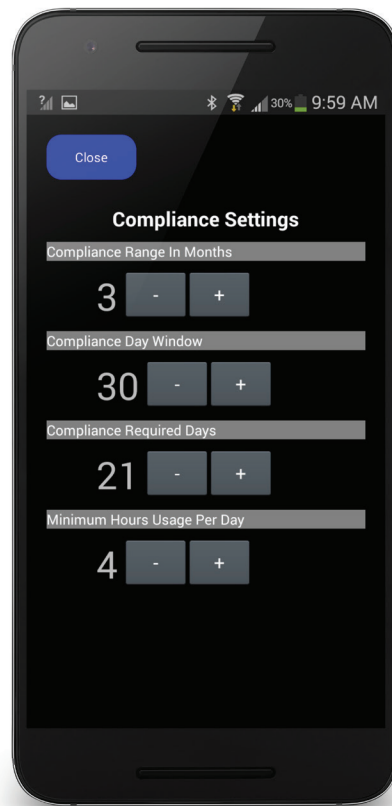 ? 30% 9:59 AM
Close
Compliance Settings
Compliance Range In Months
3 - +
Compliance Day Window
30 - +
Compliance Required Days
21 - +
Minimum Hours Usage Per Day
4 - +